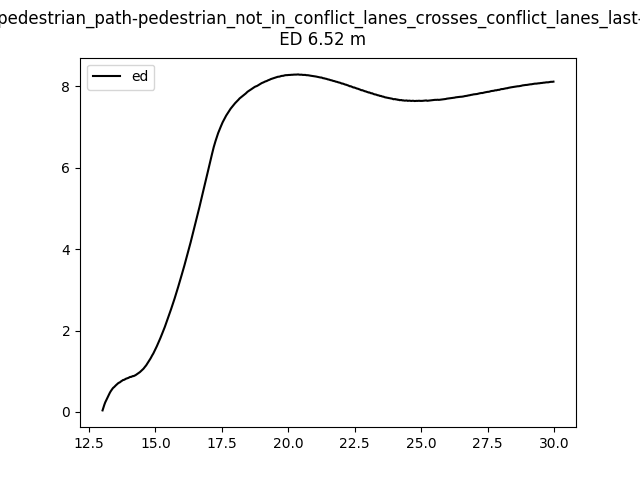 pedestrian_path-pedestrian_not_in_conflict_lanes_crosses_conflict_lanes_last-
ED 6.52 m
ed
8
6
4
2
0
12.5 15.0 17.5 20.0 22.5 25.0 27.5 30.0